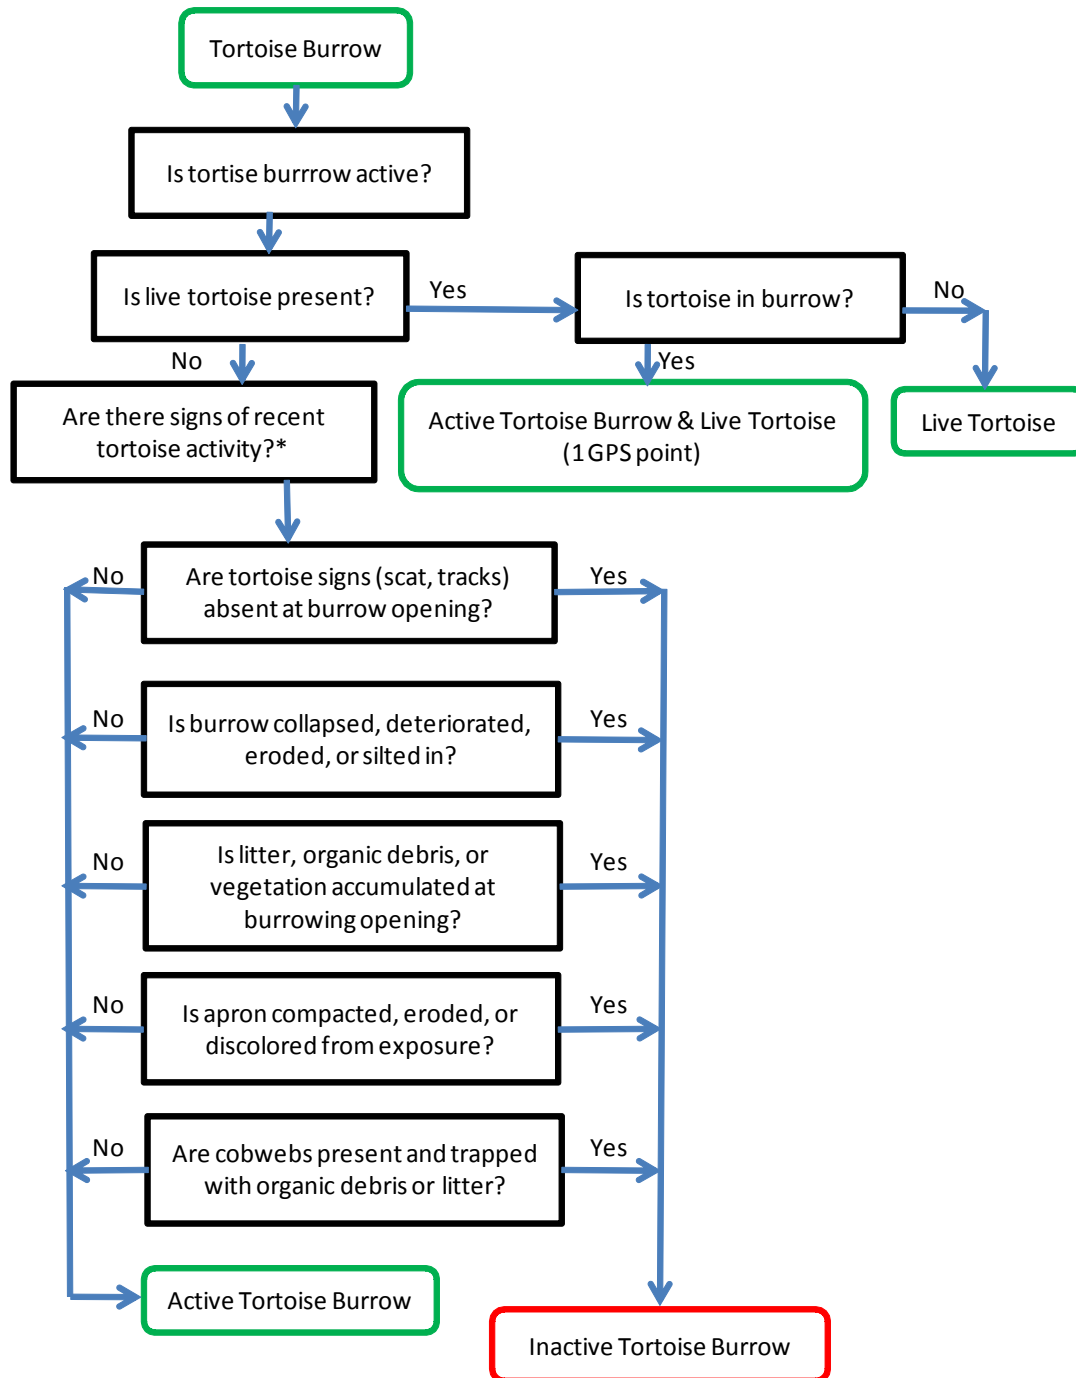 Tortoise Burrow
Is tortise burrrow active?
Is live tortoise present?
Yes
Is tortoise in burrow?
No
No
Yes
Are there signs of recent
tortoise activity?*
Active Tortoise Burrow & Live Tortoise
(1 GPS point)
Live Tortoise
No
Are tortoise signs (scat, tracks)
absent at burrow opening?
Yes
No
Is burrow collapsed, deteriorated,
eroded, or silted in?
Yes
No
Is litter, organic debris, or
vegetation accumulated at
burrowing opening?
Yes
No
Is apron compacted, eroded, or
discolored from exposure?
Yes
No
Are cobwebs present and trapped
with organic debris or litter?
Yes
Active Tortoise Burrow
Inactive Tortoise Burrow